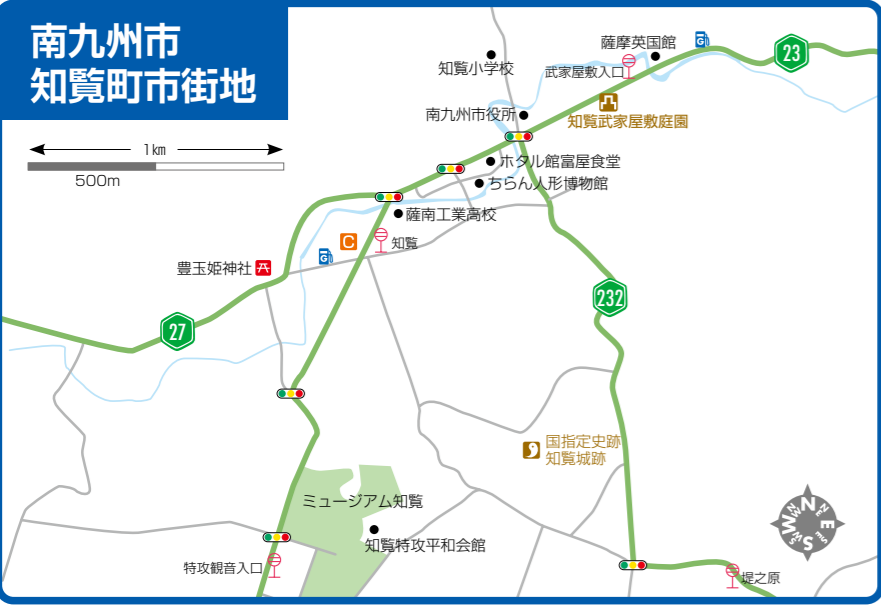 南九州市
知覧町市街地
1km
500m
薩摩英国館
G
23
知覧小学校
武家屋敷入口
南九州市役所
知覧武家屋敷庭園
ホタル館富屋食堂
ちらん人形博物館
薩南工業高校
C
知覧
G
豊玉姫神社
232
27
国指定史跡
知覧城跡
ミュージアム知覧
知覧特攻平和会館
特攻観音入口
堤之原
N
NE
E
SE
S
SW
W
NW